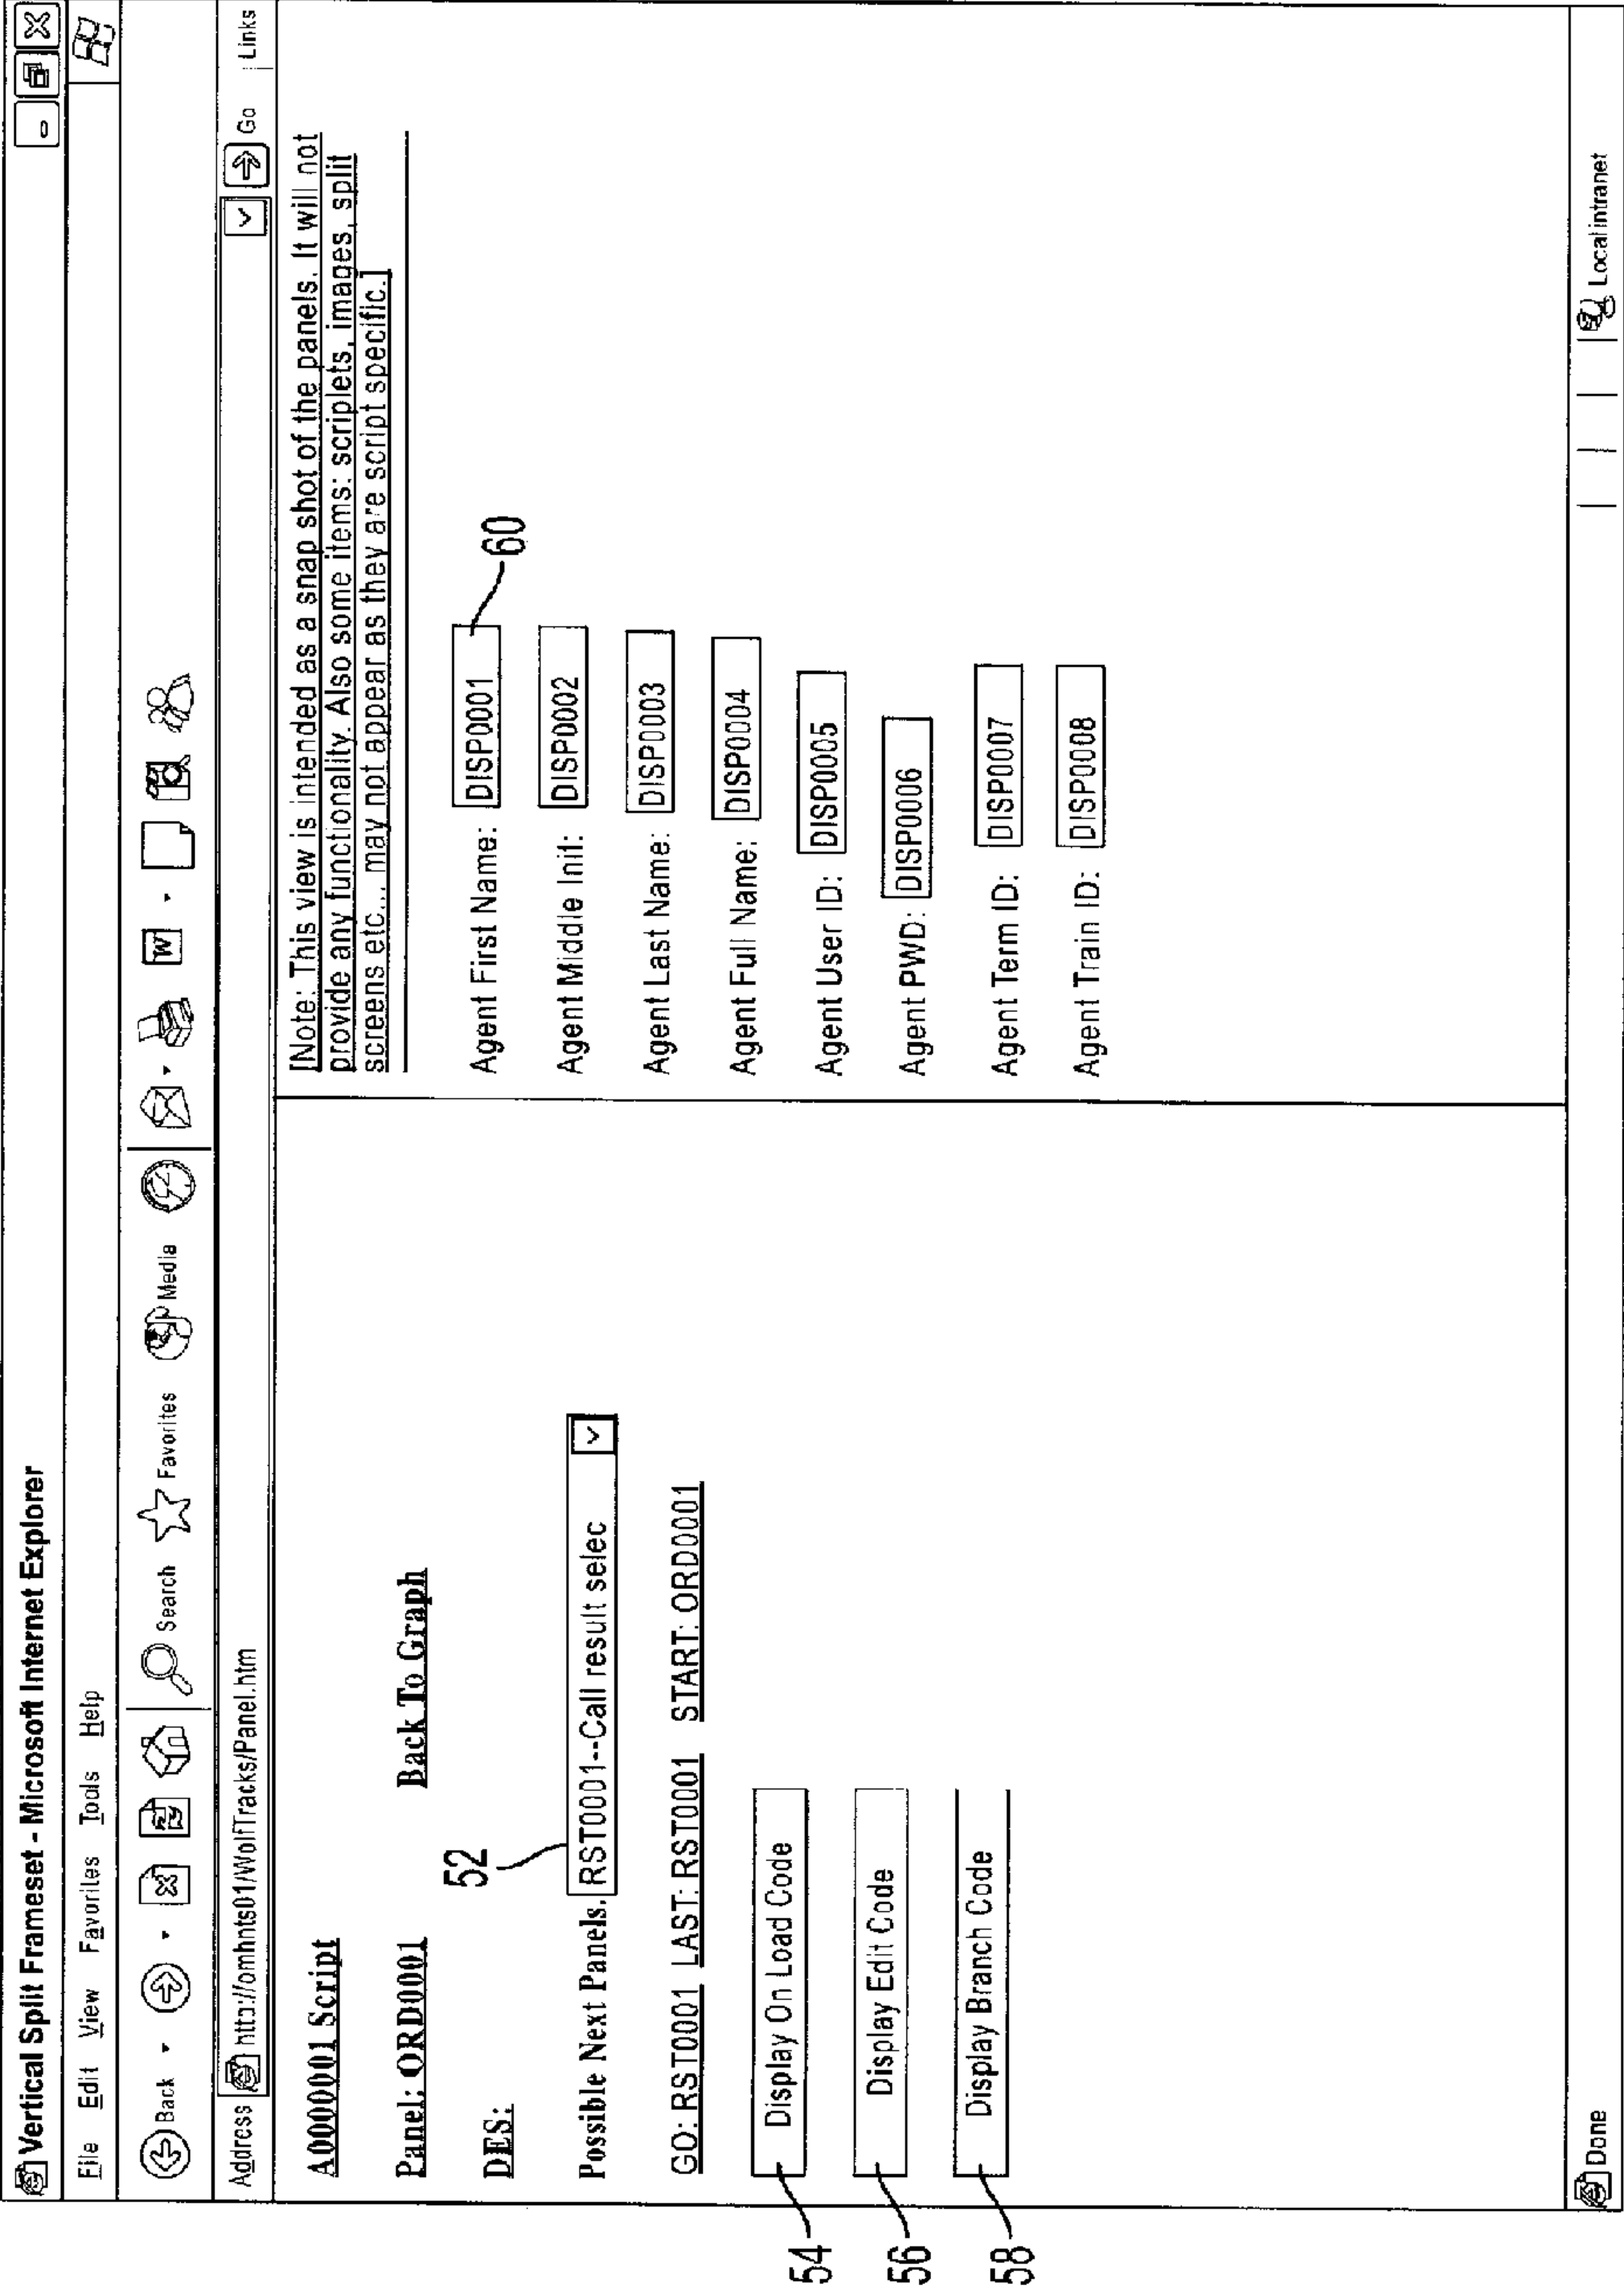 Vertical Split Frameset - Microsoft Internet Explorer
File Edit View Favorites Tools Help
Back Search Favorites Media
Address http://omhnts01/WolfTracks/Panel.htm Go Links
A0000001 Script
Panel: ORD0001 Back To Graph
DES:
52
Possible Next Panels. RST0001--Call result selec
GO: RST0001 LAST: RST0001 START: ORD0001
54 Display On Load Code
56 Display Edit Code
58 Display Branch Code
[Note: This view is intended as a snap shot of the panels. It will not
provide any functionality. Also some items: scriplets, images, split
screens etc... may not appear as they are script specific.]
Agent First Name: DISP0001 60
Agent Middle Init: DISP0002
Agent Last Name: DISP0003
Agent Full Name: DISP0004
Agent User ID: DISP0005
Agent PWD: DISP0006
Agent Term ID: DISP0007
Agent Train ID: DISP0008
Done Local intranet